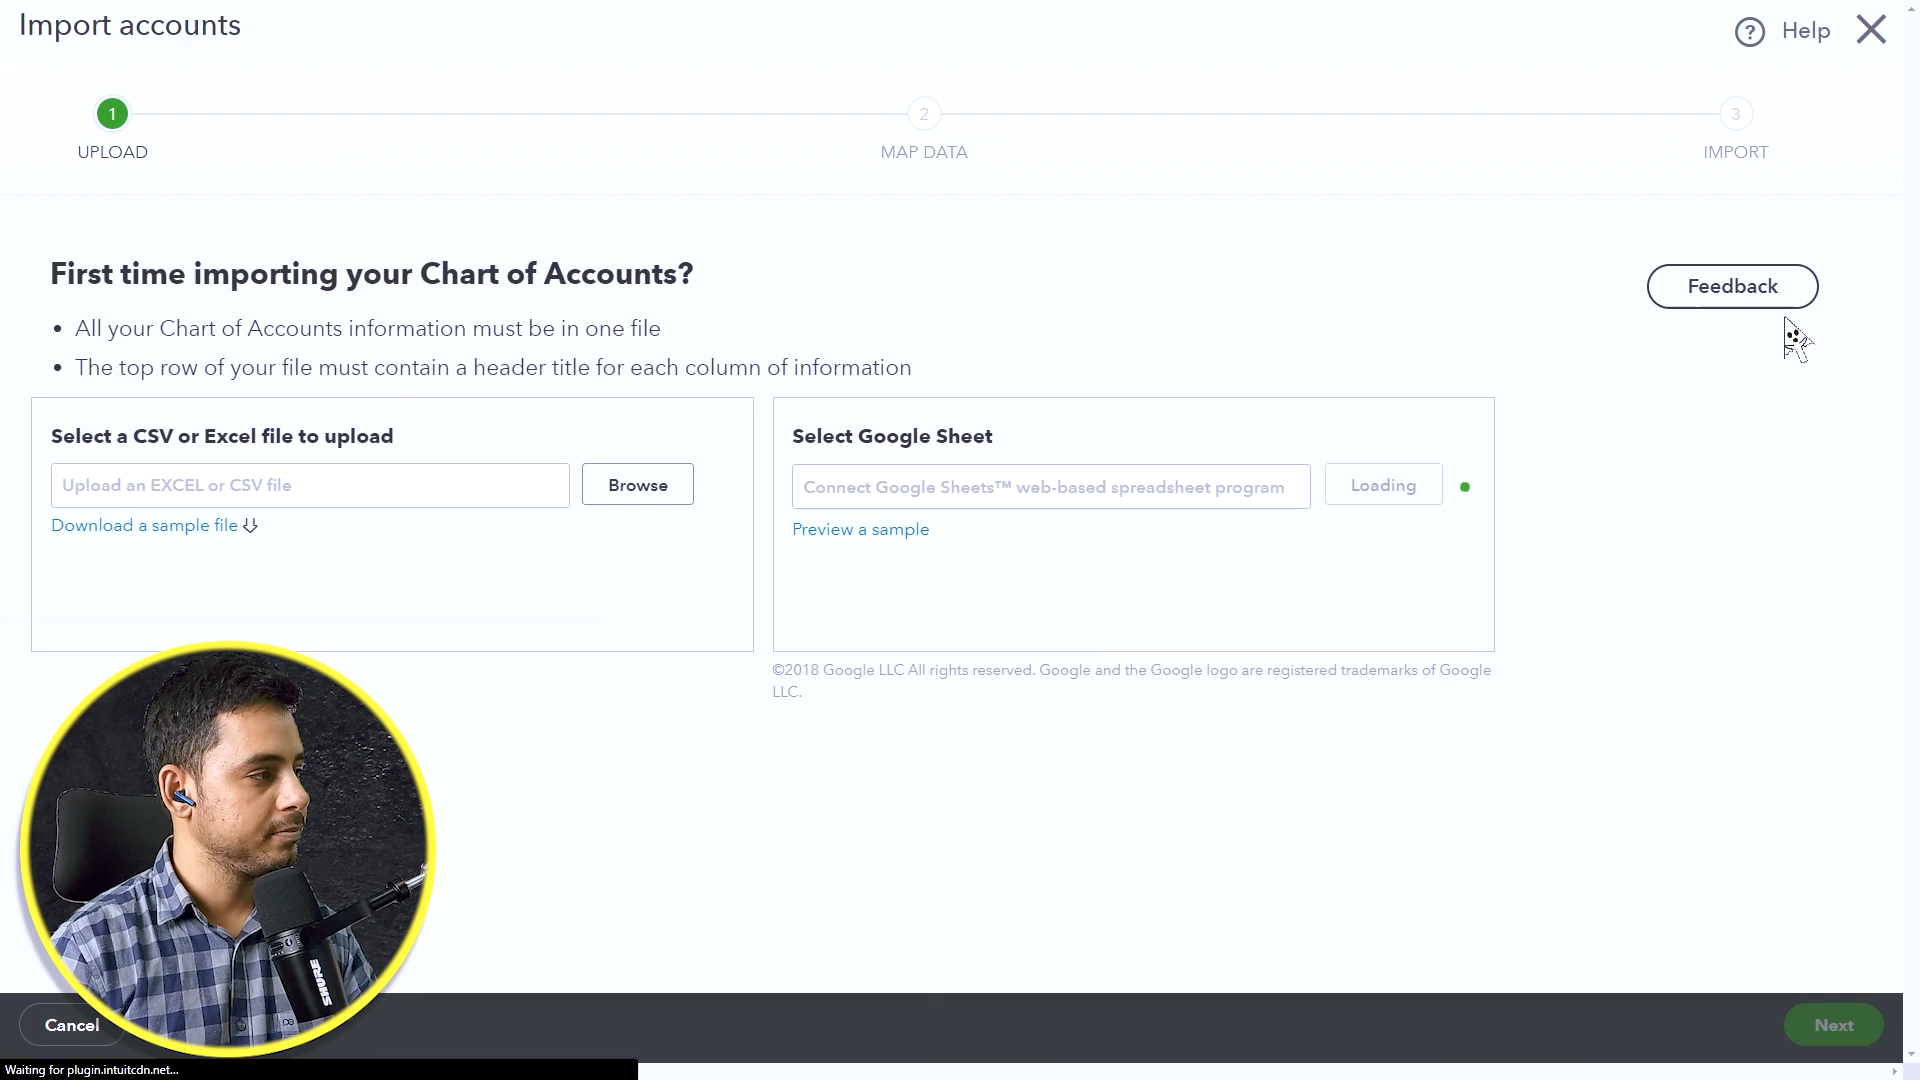 Import accounts
? Help
1
2
3
UPLOAD
MAP DATA
IMPORT
First time importing your Chart of Accounts?
Feedback
• All your Chart of Accounts information must be in one file
• The top row of your file must contain a header title for each column of information
Select a CSV or Excel file to upload
Upload an EXCEL or CSV file
Browse
Download a sample file
Select Google Sheet
Connect Google Sheets™ web-based spreadsheet program
Loading
Preview a sample
©2018 Google LLC All rights reserved. Google and the Google logo are registered trademarks of Google
LLC.
SHURE
Cancel
Next
Waiting for plugin.intuitcdn.net...